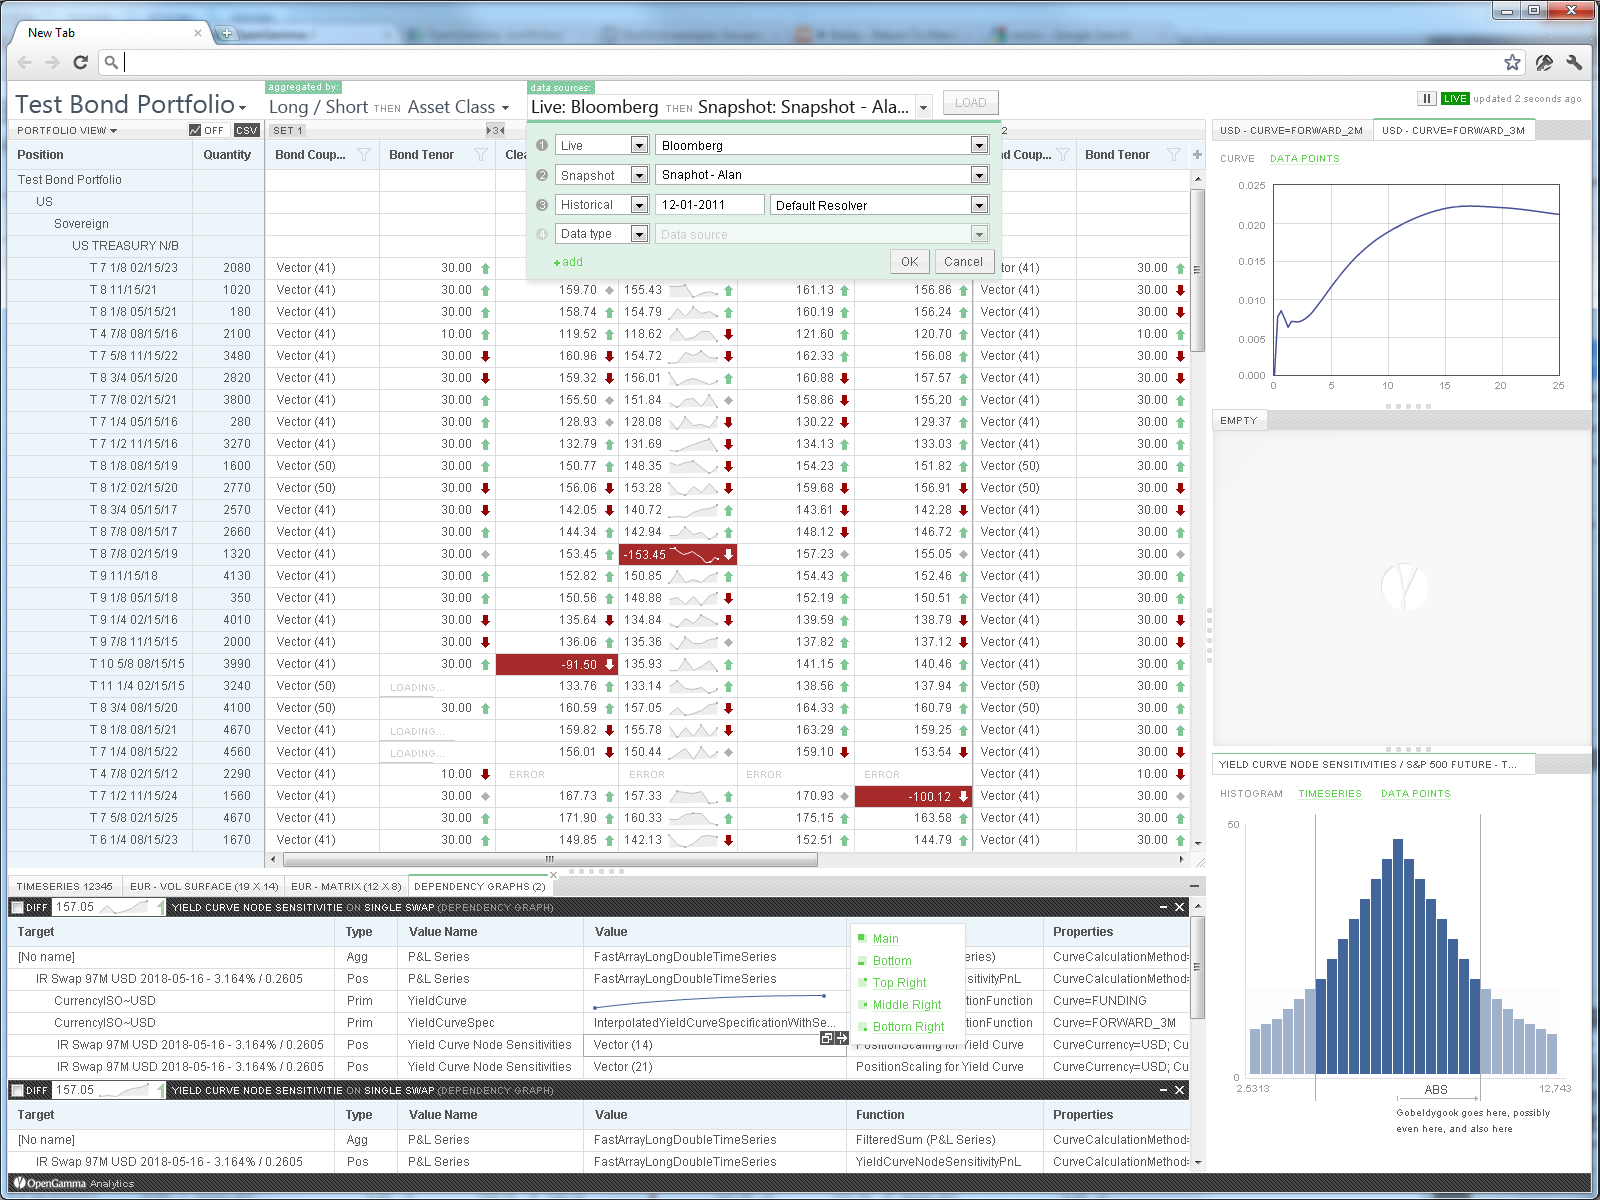 New Tab
aggregated by:
data sources:
Test Bond Portfolio
Long / Short THEN Asset Class
Live: Bloomberg THEN Snapshot: Snapshot - Ala...
LOAD
LIVE updated 2 seconds ago
PORTFOLIO VIEW
OFF
CSV
SET 1
3
2
Position Quantity Bond Coup... Bond Tenor Clea
d Coup... Bond Tenor
1 Live Bloomberg
2 Snapshot Snaphot - Alan
3 Historical 12-01-2011 Default Resolver
4 Data type Data source
+add
OK
Cancel
Test Bond Portfolio
US
Sovereign
US TREASURY N/B
T 7 1/8 02/15/23 2080 Vector (41) 30.00 tor (41) 30.00
T 8 11/15/21 1020 Vector (41) 30.00 159.70 155.43 161.13 156.86 Vector (41) 30.00
T 8 1/8 05/15/21 180 Vector (41) 30.00 158.74 154.79 160.19 156.24 Vector (41) 30.00
T 4 7/8 08/15/16 2100 Vector (41) 10.00 119.52 118.62 121.60 120.70 Vector (41) 10.00
T 7 5/8 11/15/22 3480 Vector (41) 30.00 160.96 154.72 162.33 156.08 Vector (41) 30.00
T 8 3/4 05/15/20 2820 Vector (41) 30.00 159.32 156.01 160.88 157.57 Vector (41) 30.00
T 7 7/8 02/15/21 3800 Vector (41) 30.00 155.50 151.84 158.86 155.20 Vector (41) 30.00
T 7 1/4 05/15/16 280 Vector (41) 30.00 128.93 128.08 130.22 129.37 Vector (41) 30.00
T 7 1/2 11/15/16 3270 Vector (41) 30.00 132.79 131.69 134.13 133.03 Vector (41) 30.00
T 8 1/8 08/15/19 1600 Vector (50) 30.00 150.77 148.35 154.23 151.82 Vector (50) 30.00
T 8 1/2 02/15/20 2770 Vector (50) 30.00 156.06 153.28 159.68 156.91 Vector (50) 30.00
T 8 3/4 05/15/17 2570 Vector (41) 30.00 142.05 140.72 143.61 142.28 Vector (41) 30.00
T 8 7/8 08/15/17 2660 Vector (41) 30.00 144.34 142.94 148.12 146.72 Vector (41) 30.00
T 8 7/8 02/15/19 1320 Vector (41) 30.00 153.45 -153.45 157.23 155.05 Vector (41) 30.00
T 9 11/15/18 4130 Vector (41) 30.00 152.82 150.85 154.43 152.46 Vector (41) 30.00
T 9 1/8 05/15/18 350 Vector (41) 30.00 150.56 148.88 152.19 150.51 Vector (41) 30.00
T 9 1/4 02/15/16 4010 Vector (41) 30.00 135.64 134.84 139.59 138.79 Vector (41) 30.00
T 9 7/8 11/15/15 2000 Vector (41) 30.00 136.06 135.36 137.82 137.12 Vector (41) 30.00
T 10 5/8 08/15/15 3990 Vector (41) 30.00 -91.50 135.93 141.15 140.46 Vector (41) 30.00
T 11 1/4 02/15/15 3240 Vector (50) LOADING... 133.76 133.14 138.56 137.94 Vector (50) 30.00
T 8 3/4 08/15/20 4100 Vector (50) 30.00 160.59 157.05 164.33 160.79 Vector (50) 30.00
T 8 1/8 08/15/21 4670 Vector (41) LOADING... 159.82 155.78 163.29 159.25 Vector (41) 30.00
T 7 1/4 08/15/22 4560 Vector (41) LOADING... 156.01 150.44 159.10 153.54 Vector (41) 30.00
T 4 7/8 02/15/12 2290 Vector (41) 10.00 ERROR ERROR ERROR ERROR Vector (41) 10.00
T 7 1/2 11/15/24 1560 Vector (41) 30.00 167.73 157.33 170.93 -100.12 Vector (41) 30.00
T 7 5/8 02/15/25 4670 Vector (41) 30.00 171.90 160.33 175.15 163.58 Vector (41) 30.00
T 6 1/4 08/15/23 1670 Vector (41) 30.00 149.85 142.13 152.51 144.79 Vector (41) 30.00
USD - CURVE=FORWARD_2M
USD - CURVE=FORWARD_3M
CURVE DATA POINTS
0.025
0.020
0.015
0.010
0.005
0.000
0 5 10 15 20 25
EMPTY
YIELD CURVE NODE SENSITIVITIES / S&P 500 FUTURE - T...
HISTOGRAM TIMESERIES DATA POINTS
50
0
2.5313 12,743
ABS
Gobeldygook goes here, possibly
even here, and also here
TIMESERIES 12345
EUR - VOL SURFACE (19 X 14)
EUR - MATRIX (12 X 8)
DEPENDENCY GRAPHS (2)
DIFF 157.05 YIELD CURVE NODE SENSITIVITIE ON SINGLE SWAP (DEPENDENCY GRAPH)
Target Type Value Name Value Properties
[No name] Agg P&L Series FastArrayLongDoubleTimeSeries eries) CurveCalculationMethod=
IR Swap 97M USD 2018-05-16 - 3.164% / 0.2605 Pos P&L Series FastArrayLongDoubleTimeSeries sitivityPnL CurveCalculationMethod=
CurrencyISO~USD Prim YieldCurve tionFunction Curve=FUNDING
CurrencyISO~USD Prim YieldCurveSpec InterpolatedYieldCurveSpecificationWithSe... tionFunction Curve=FORWARD_3M
IR Swap 97M USD 2018-05-16 - 3.164% / 0.2605 Pos Yield Curve Node Sensitivities Vector (14) PositionScaling for Yield Curve CurveCurrency=USD; Cu
IR Swap 97M USD 2018-05-16 - 3.164% / 0.2605 Pos Yield Curve Node Sensitivities Vector (21) PositionScaling for Yield Curve CurveCurrency=USD; Cu
Main
Bottom
Top Right
Middle Right
Bottom Right
DIFF 157.05 YIELD CURVE NODE SENSITIVITIE ON SINGLE SWAP (DEPENDENCY GRAPH)
Target Type Value Name Value Function Properties
[No name] Agg P&L Series FastArrayLongDoubleTimeSeries FilteredSum (P&L Series) CurveCalculationMethod=
IR Swap 97M USD 2018-05-16 - 3.164% / 0.2605 Pos P&L Series FastArrayLongDoubleTimeSeries YieldCurveNodeSensitivityPnL CurveCalculationMethod=
OpenGamma Analytics